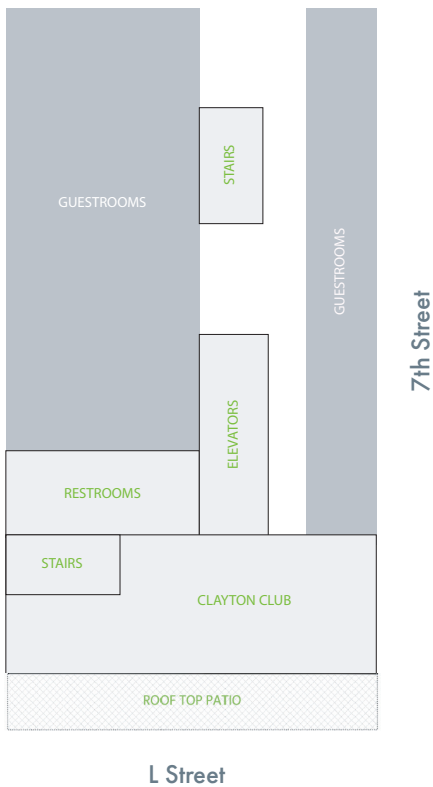 STAIRS
GUESTROOMS
GUESTROOMS
7th Street
ELEVATORS
RESTROOMS
STAIRS
CLAYTON CLUB
ROOF TOP PATIO
L Street